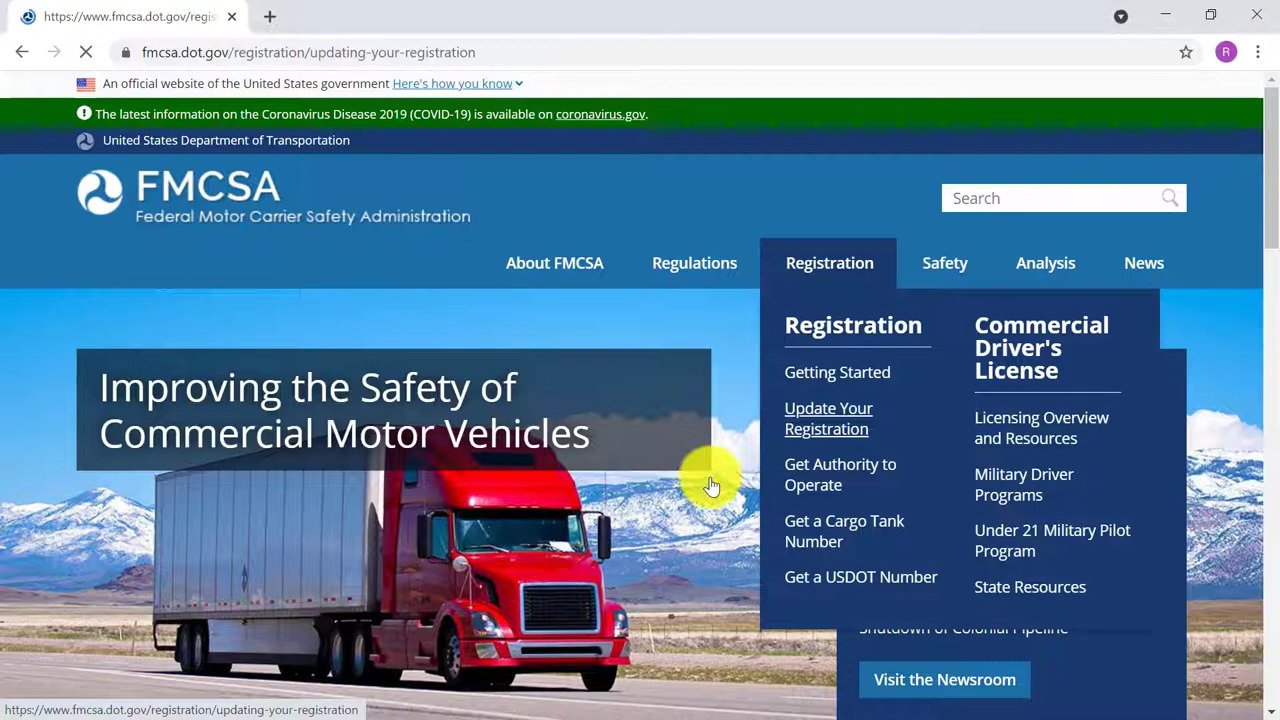 https://www.fmcsa.dot.gov/regis
fmcsa.dot.gov/registration/updating-your-registration
R
An official website of the United States government Here's how you know
The latest information on the Coronavirus Disease 2019 (COVID-19) is available on coronavirus.gov.
United States Department of Transportation
FMCSA
Federal Motor Carrier Safety Administration
Search
About FMCSA Regulations Registration Safety Analysis News
Improving the Safety of
Commercial Motor Vehicles
Registration
Getting Started
Update Your
Registration
Get Authority to
Operate
Get a Cargo Tank
Number
Get a USDOT Number
Commercial
Driver's
License
Licensing Overview
and Resources
Military Driver
Programs
Under 21 Military Pilot
Program
State Resources
Shutdown of Colonial Pipeline
Visit the Newsroom
https://www.fmcsa.dot.gov/registration/updating-your-registration